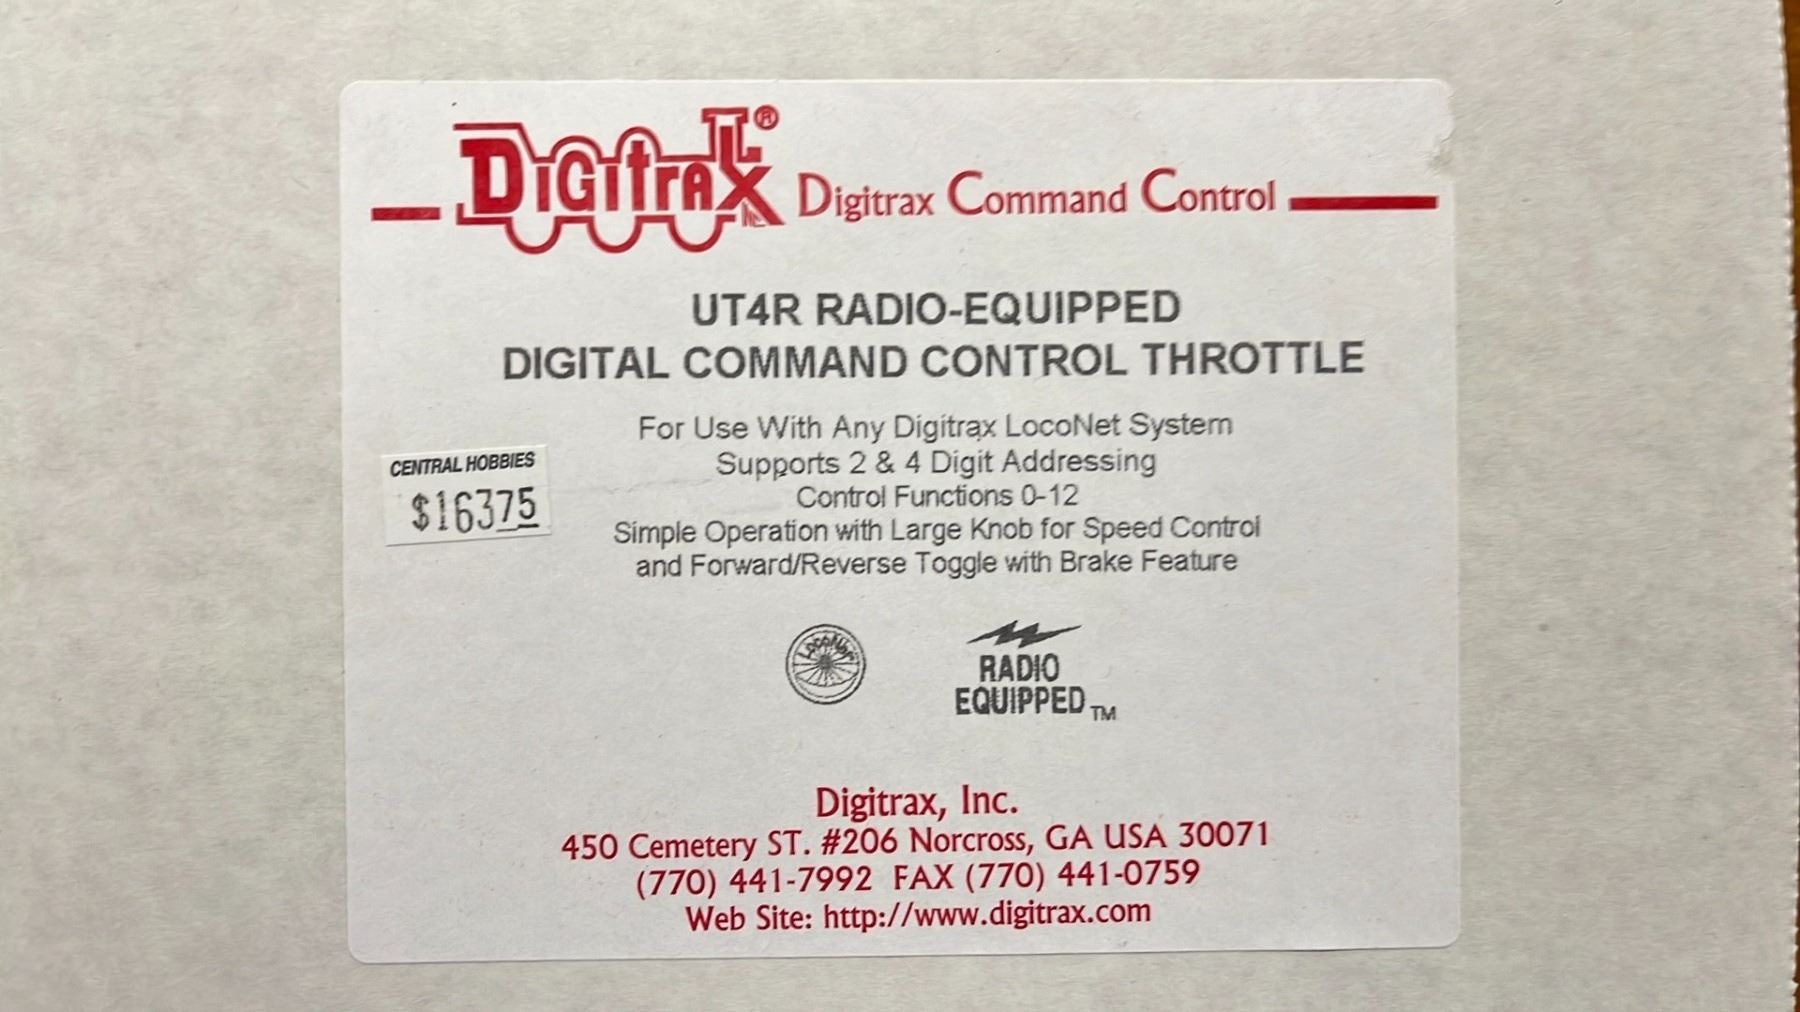 DIGITRAX® Digitrax Command Control
UT4R RADIO-EQUIPPED
DIGITAL COMMAND CONTROL THROTTLE
For Use With Any Digitrax LocoNet System
Supports 2 & 4 Digit Addressing
Control Functions 0-12
Simple Operation with Large Knob for Speed Control
and Forward/Reverse Toggle with Brake Feature
CENTRAL HOBBIES
$16375
LocoNet
RADIO
EQUIPPED TM
Digitrax, Inc.
450 Cemetery ST. #206 Norcross, GA USA 30071
(770) 441-7992 FAX (770) 441-0759
Web Site: http://www.digitrax.com